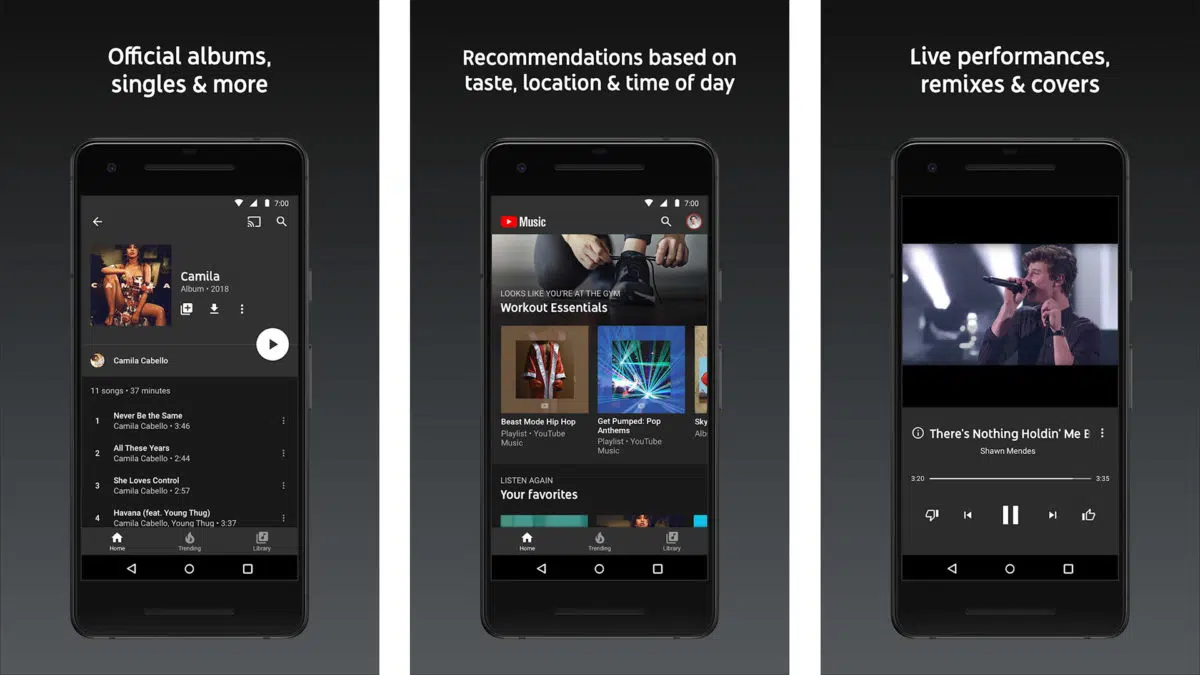 Official albums,
singles & more
7:00
CAMILA
Camila
Album • 2018
Camila Cabello
11 songs • 37 minutes
1
Never Be the Same
Camila Cabello • 3:46
2
All These Years
Camila Cabello • 2:44
3
She Loves Control
Camila Cabello • 2:57
4
Havana (feat. Young Thug)
Camila Cabello, Young Thug • 3:37
Home
Trending
Library
Recommendations based on
taste, location & time of day
7:00
Music
LOOKS LIKE YOU'RE AT THE GYM
Workout Essentials
Beast Mode Hip Hop
Playlist • YouTube
Music
Get Pumped: Pop
Anthems
Playlist • YouTube
Music
Sky
Alb
LISTEN AGAIN
Your favorites
Home
Trending
Library
Live performances,
remixes & covers
There's Nothing Holdin' Me B
Shawn Mendes
3:20
3:35